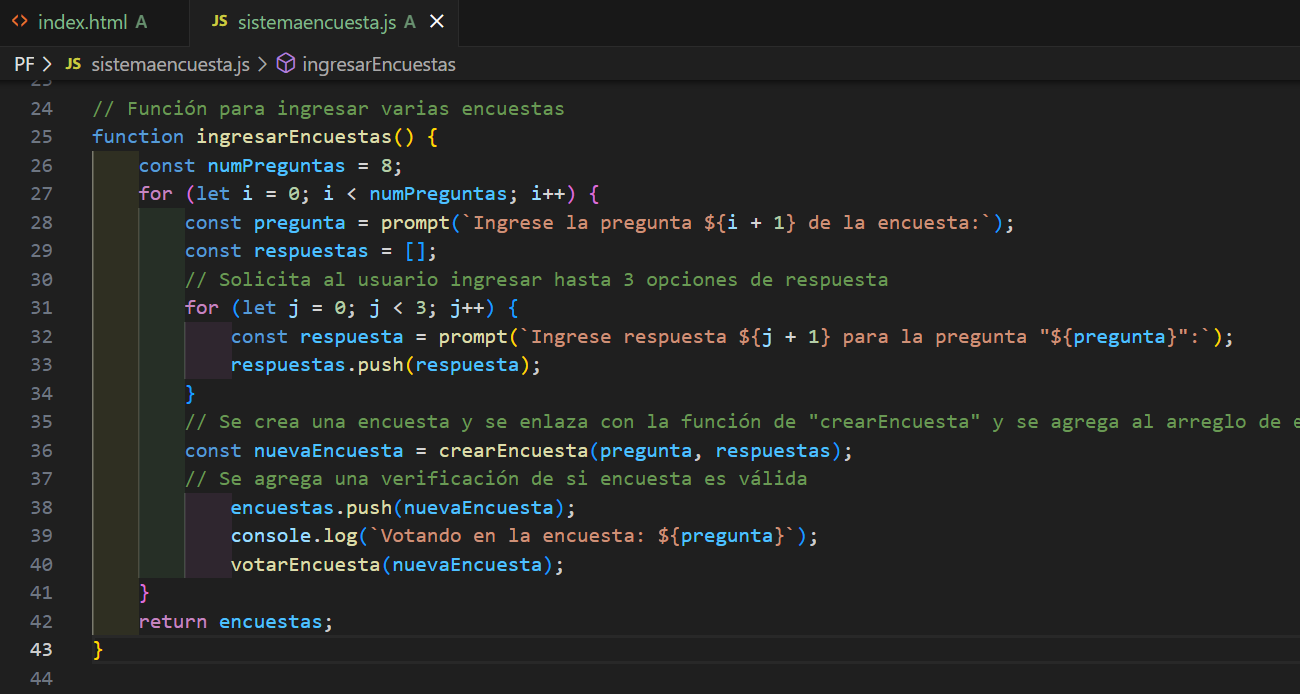 index.html A
JS sistemaencuesta.js A
PF > JS sistemaencuesta.js > ingresarEncuestas
23
24 // Función para ingresar varias encuestas
25 function ingresarEncuestas() {
26 const numPreguntas = 8;
27 for (let i = 0; i < numPreguntas; i++) {
28 const pregunta = prompt(`Ingrese la pregunta ${i + 1} de la encuesta:`);
29 const respuestas = [];
30 // Solicita al usuario ingresar hasta 3 opciones de respuesta
31 for (let j = 0; j < 3; j++) {
32 const respuesta = prompt(`Ingrese respuesta ${j + 1} para la pregunta "${pregunta}":`);
33 respuestas.push(respuesta);
34 }
35 // Se crea una encuesta y se enlaza con la función de "crearEncuesta" y se agrega al arreglo de
36 const nuevaEncuesta = crearEncuesta(pregunta, respuestas);
37 // Se agrega una verificación de si encuesta es válida
38 encuestas.push(nuevaEncuesta);
39 console.log(`Votando en la encuesta: ${pregunta}`);
40 votarEncuesta(nuevaEncuesta);
41 }
42 return encuestas;
43 }
44